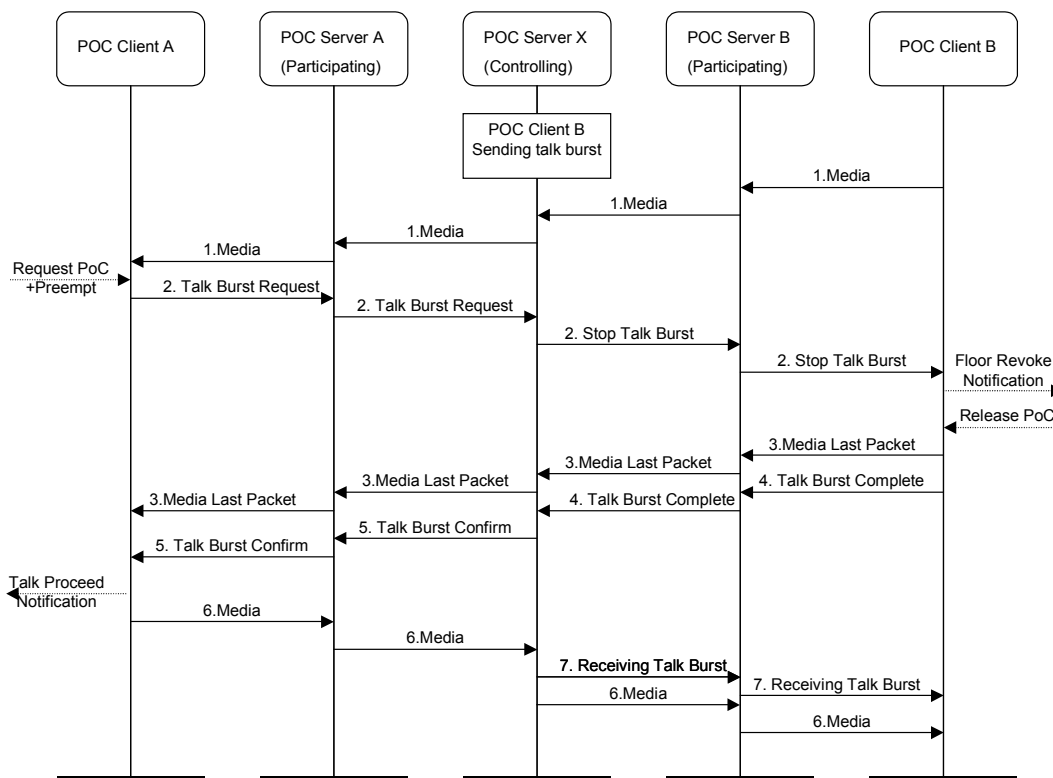 POC Client A
POC Server A
(Participating)
POC Server X
(Controlling)
POC Server B
(Participating)
POC Client B
POC Client B
Sending talk burst
1.Media
1.Media
1.Media
1.Media
Request PoC
+Preempt
2. Talk Burst Request
2. Talk Burst Request
2. Stop Talk Burst
2. Stop Talk Burst
Floor Revoke
Notification
Release PoC
3.Media Last Packet
3.Media Last Packet
3.Media Last Packet
3.Media Last Packet
4. Talk Burst Complete
4. Talk Burst Complete
5. Talk Burst Confirm
5. Talk Burst Confirm
Talk Proceed
Notification
6.Media
6.Media
7. Receiving Talk Burst
7. Receiving Talk Burst
6.Media
6.Media